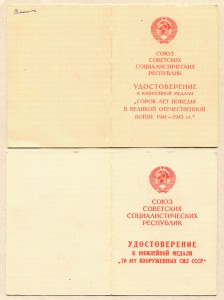 СОЮЗ
СОВЕТСКИХ
СОЦИАЛИСТИЧЕСКИХ
РЕСПУБЛИК
УДОСТОВЕРЕНИЕ
К ЮБИЛЕЙНОЙ МЕДАЛИ
„СОРОК ЛЕТ ПОБЕДЫ
В ВЕЛИКОЙ ОТЕЧЕСТВЕННОЙ
ВОЙНЕ 1941—1945 гг."
СОЮЗ
СОВЕТСКИХ
СОЦИАЛИСТИЧЕСКИХ
РЕСПУБЛИК
УДОСТОВЕРЕНИЕ
К ЮБИЛЕЙНОЙ МЕДАЛИ
„70 ЛЕТ ВООРУЖЕННЫХ СИЛ СССР"